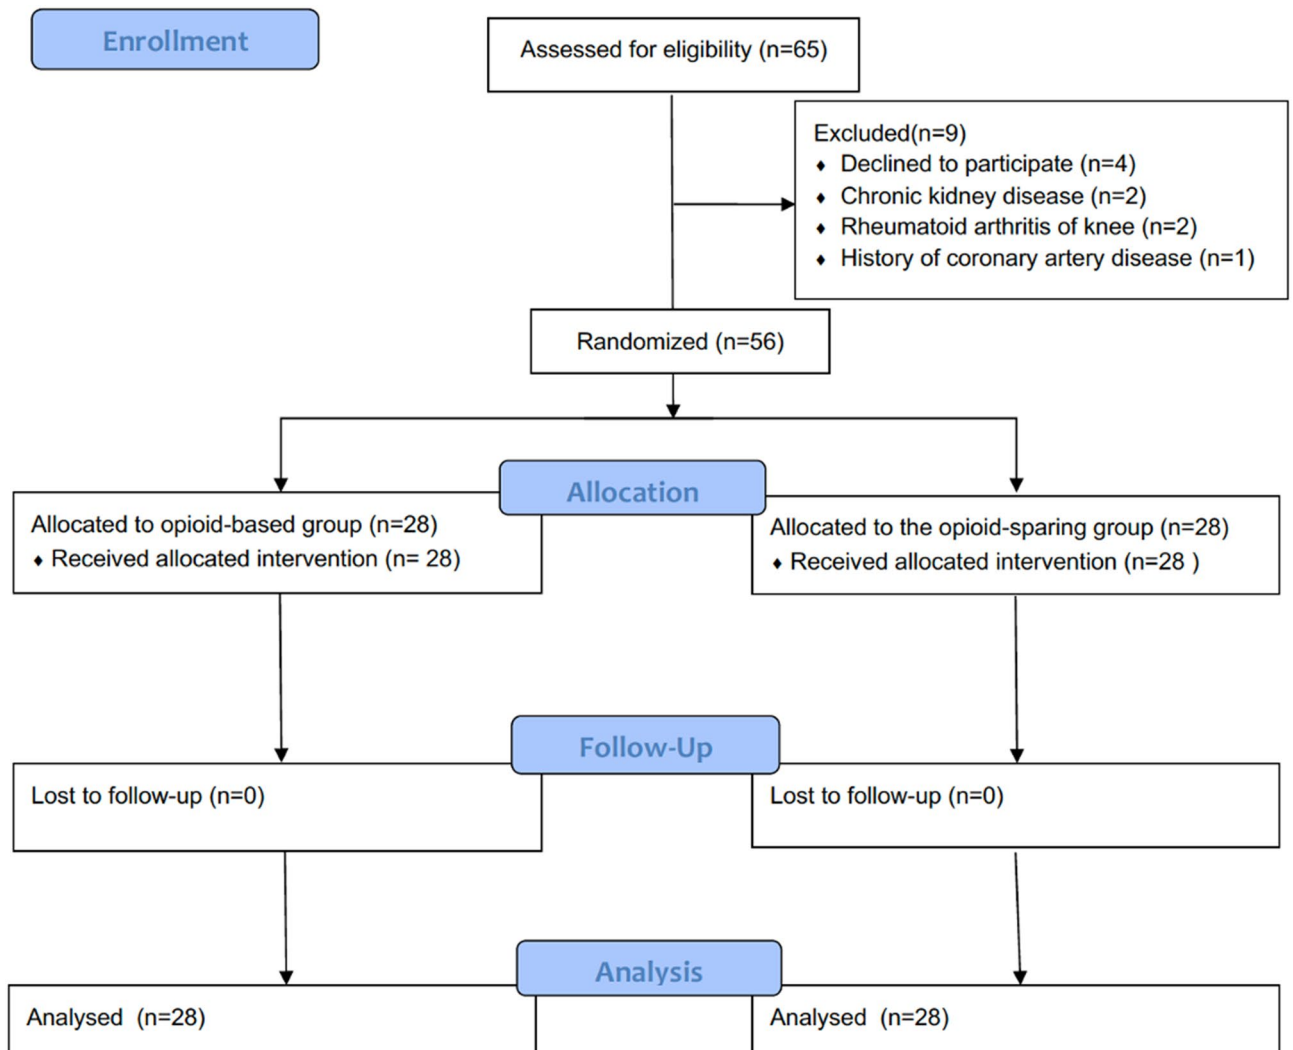 Enrollment
Assessed for eligibility (n=65)
Excluded(n=9)
⬧ Declined to participate (n=4)
⬧ Chronic kidney disease (n=2)
⬧ Rheumatoid arthritis of knee (n=2)
⬧ History of coronary artery disease (n=1)
Randomized (n=56)
Allocation
Allocated to opioid-based group (n=28)
⬧ Received allocated intervention (n= 28)
Allocated to the opioid-sparing group (n=28)
⬧ Received allocated intervention (n=28 )
Follow-Up
Lost to follow-up (n=0)
Lost to follow-up (n=0)
Analysis
Analysed (n=28)
Analysed (n=28)